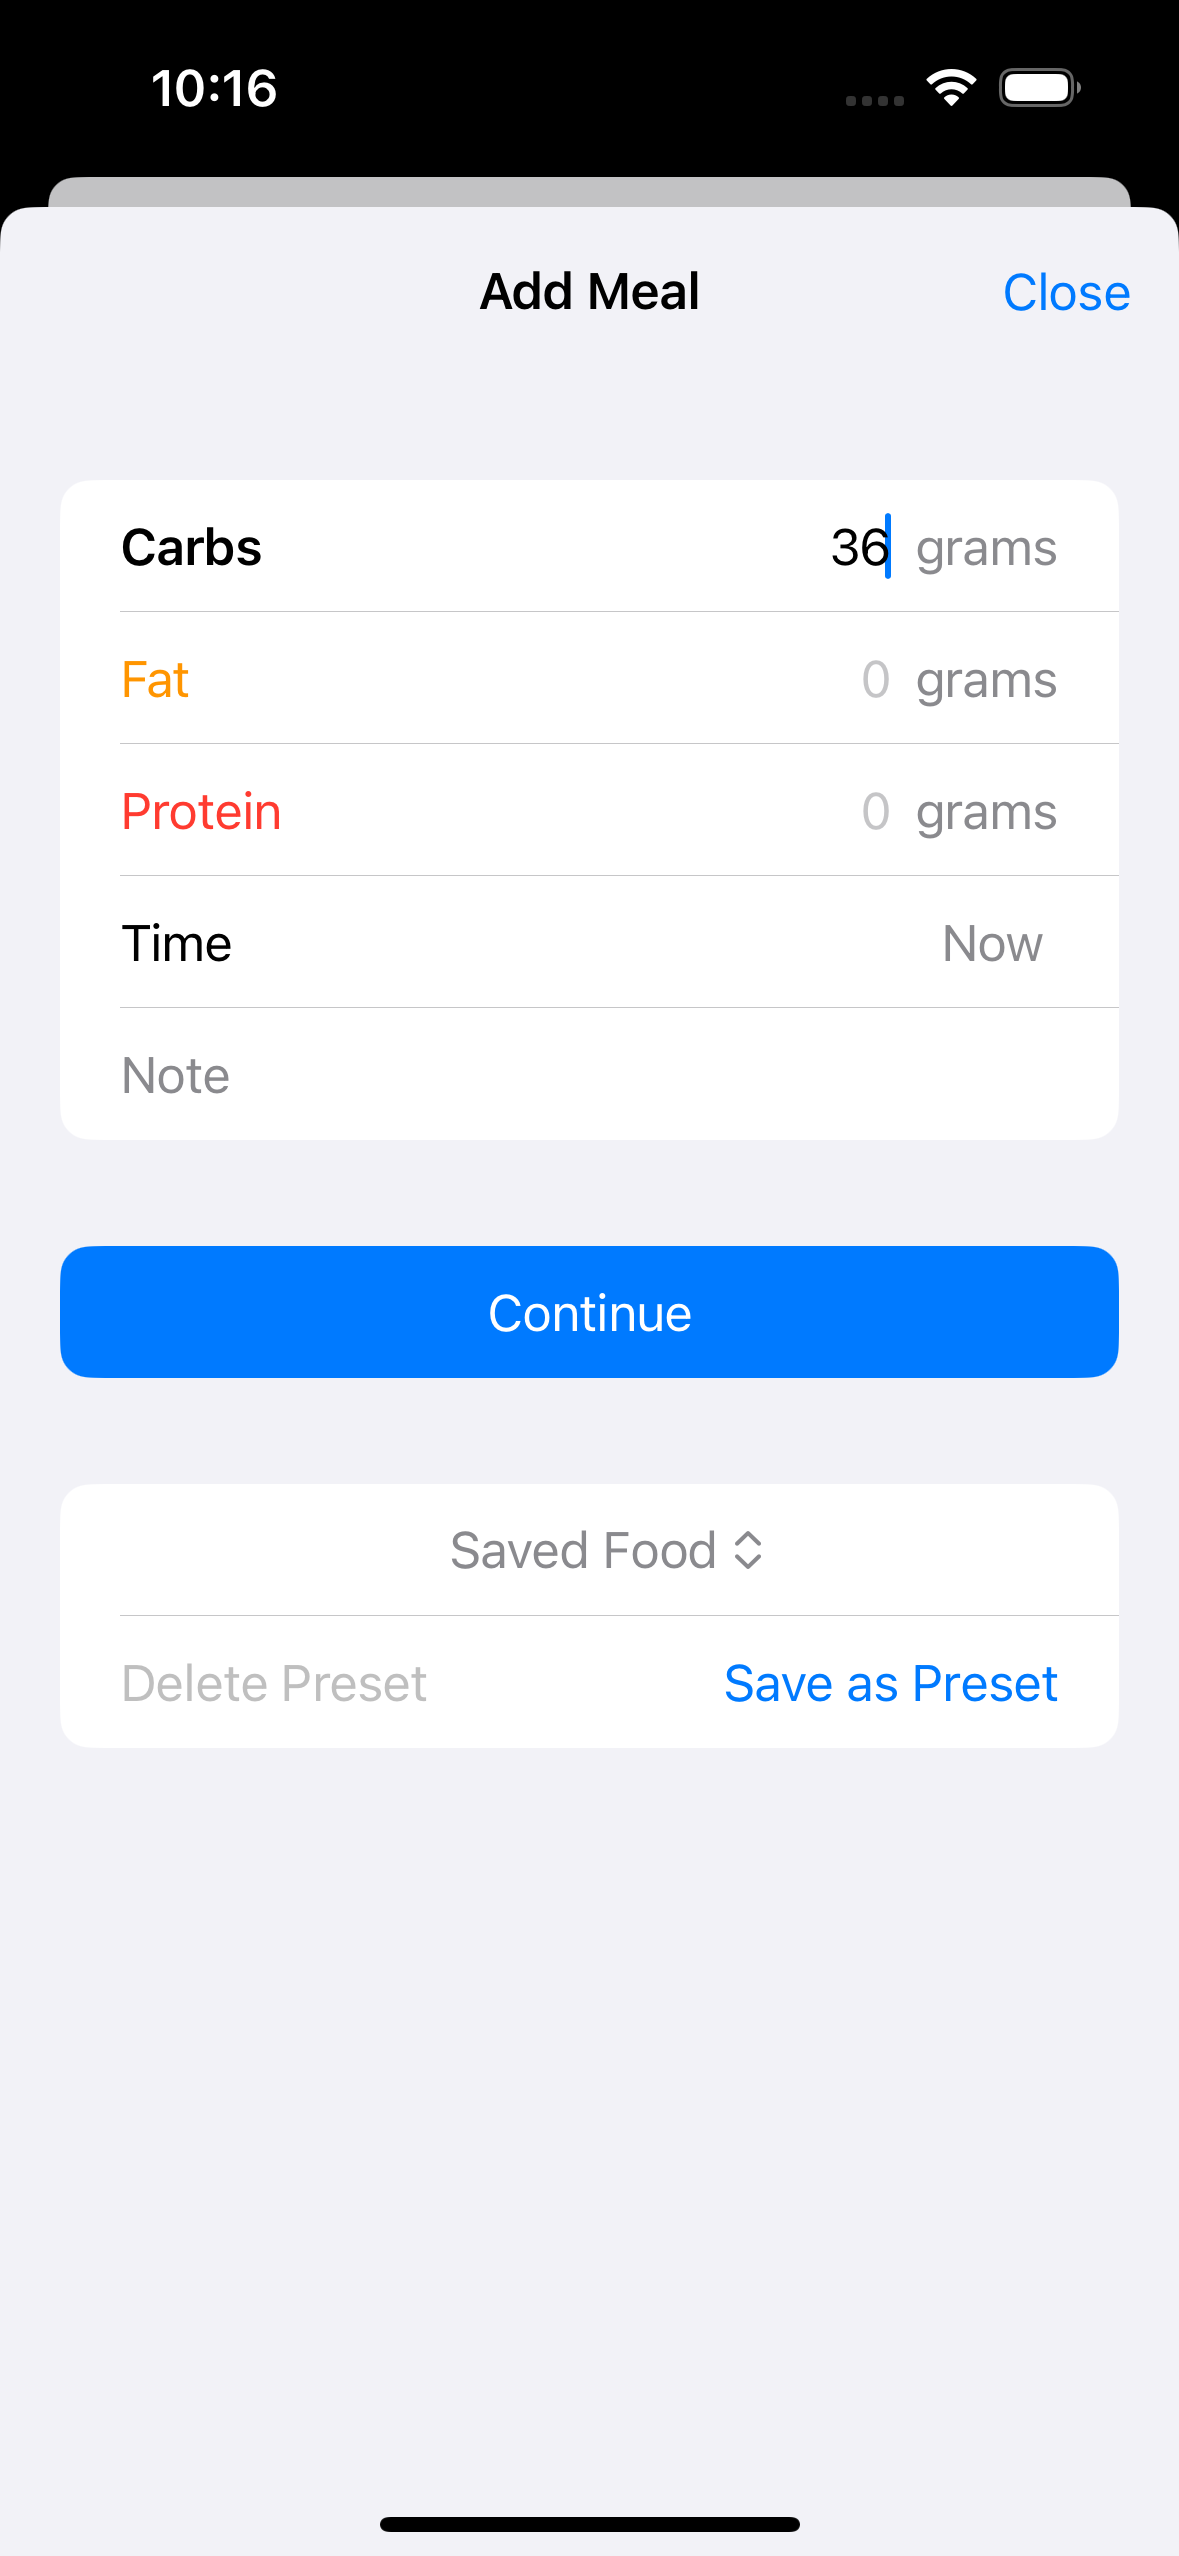 10:16
Add Meal Close
Carbs 36 grams
Fat 0 grams
Protein 0 grams
Time Now
Note
Continue
Saved Food
Delete Preset Save as Preset